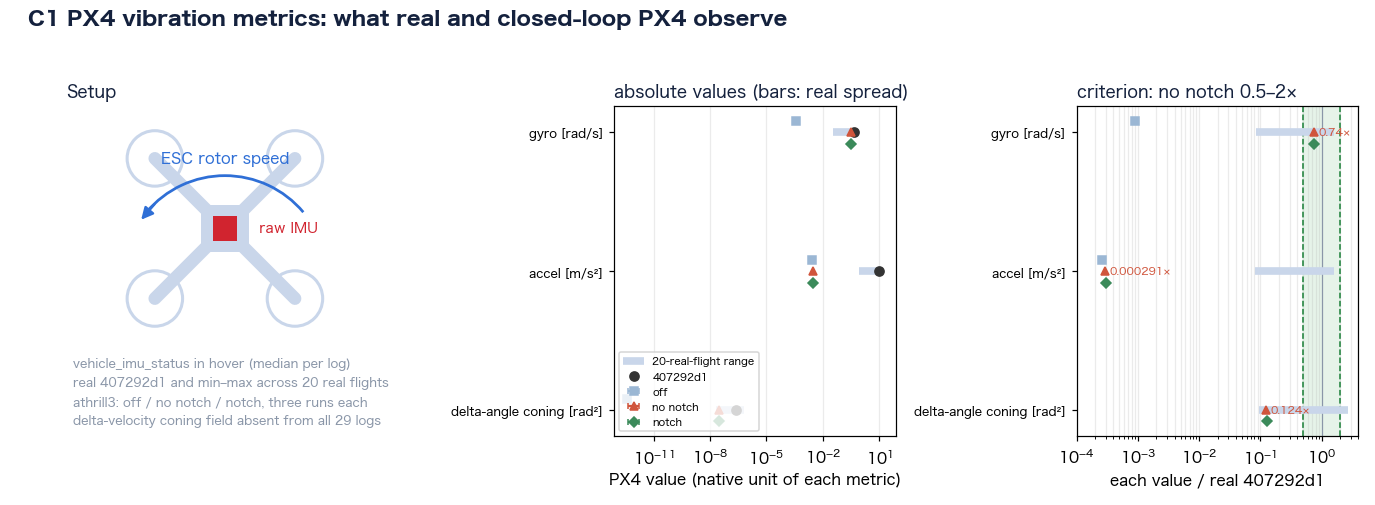 C1 PX4 vibration metrics: what real and closed-loop PX4 observe
Setup
ESC rotor speed
raw IMU
vehicle_imu_status in hover (median per log)
real 407292d1 and min–max across 20 real flights
athrill3: off / no notch / notch, three runs each
delta-velocity coning field absent from all 29 logs
absolute values (bars: real spread)
gyro [rad/s]
accel [m/s²]
delta-angle coning [rad²]
20-real-flight range
407292d1
off
no notch
notch
10⁻¹¹ 10⁻⁸ 10⁻⁵ 10⁻² 10¹
PX4 value (native unit of each metric)
criterion: no notch 0.5–2×
gyro [rad/s]
0.74×
accel [m/s²]
0.000291×
delta-angle coning [rad²]
0.124×
10⁻⁴ 10⁻³ 10⁻² 10⁻¹ 10⁰
each value / real 407292d1